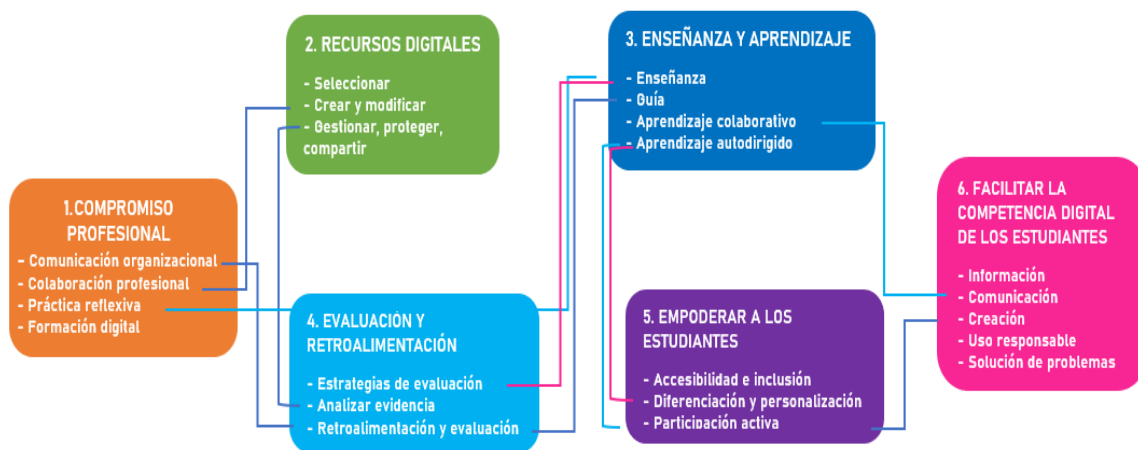 1.COMPROMISO
PROFESIONAL
- Comunicación organizacional
- Colaboración profesional
- Práctica reflexiva
- Formación digital
2. RECURSOS DIGITALES
- Seleccionar
- Crear y modificar
- Gestionar, proteger,
compartir
3. ENSEÑANZA Y APRENDIZAJE
- Enseñanza
- Guía
- Aprendizaje colaborativo
- Aprendizaje autodirigido
4. EVALUACIÓN Y
RETROALIMENTACIÓN
- Estrategias de evaluación
- Analizar evidencia
- Retroalimentación y evaluación
5. EMPODERAR A LOS
ESTUDIANTES
- Accesibilidad e inclusión
- Diferenciación y personalización
- Participación activa
6. FACILITAR LA
COMPETENCIA DIGITAL
DE LOS ESTUDIANTES
- Información
- Comunicación
- Creación
- Uso responsable
- Solución de problemas